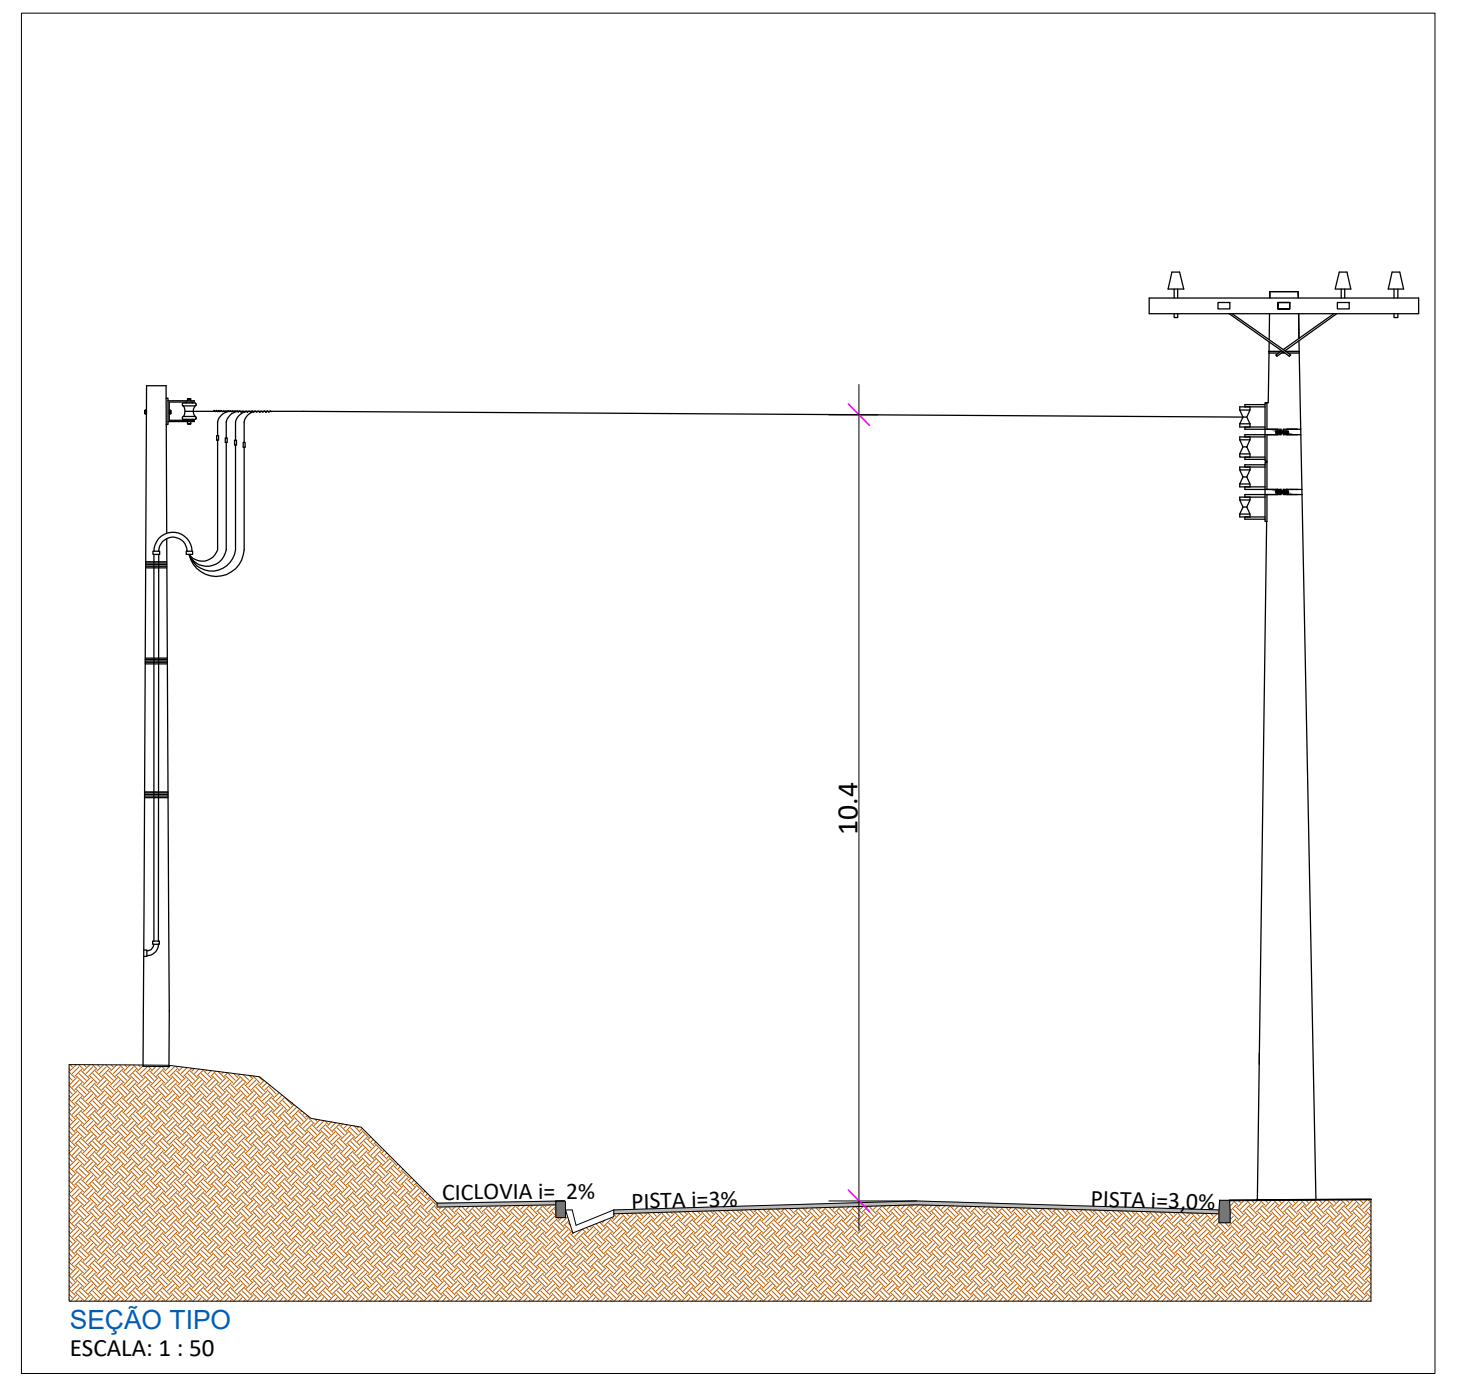 10.4
CICLOVIA i= 2%
PISTA i=3%
PISTA i=3,0%
SEÇÃO TIPO
ESCALA: 1 : 50